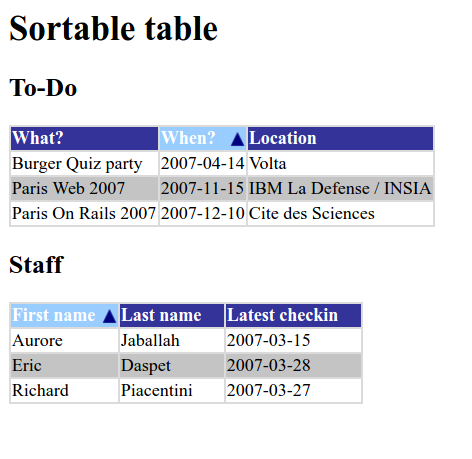 Sortable table
To-Do
What? When? ▲ Location
Burger Quiz party 2007-04-14 Volta
Paris Web 2007 2007-11-15 IBM La Defense / INSIA
Paris On Rails 2007 2007-12-10 Cite des Sciences
Staff
First name ▲ Last name Latest checkin
Aurore Jaballah 2007-03-15
Eric Daspet 2007-03-28
Richard Piacentini 2007-03-27